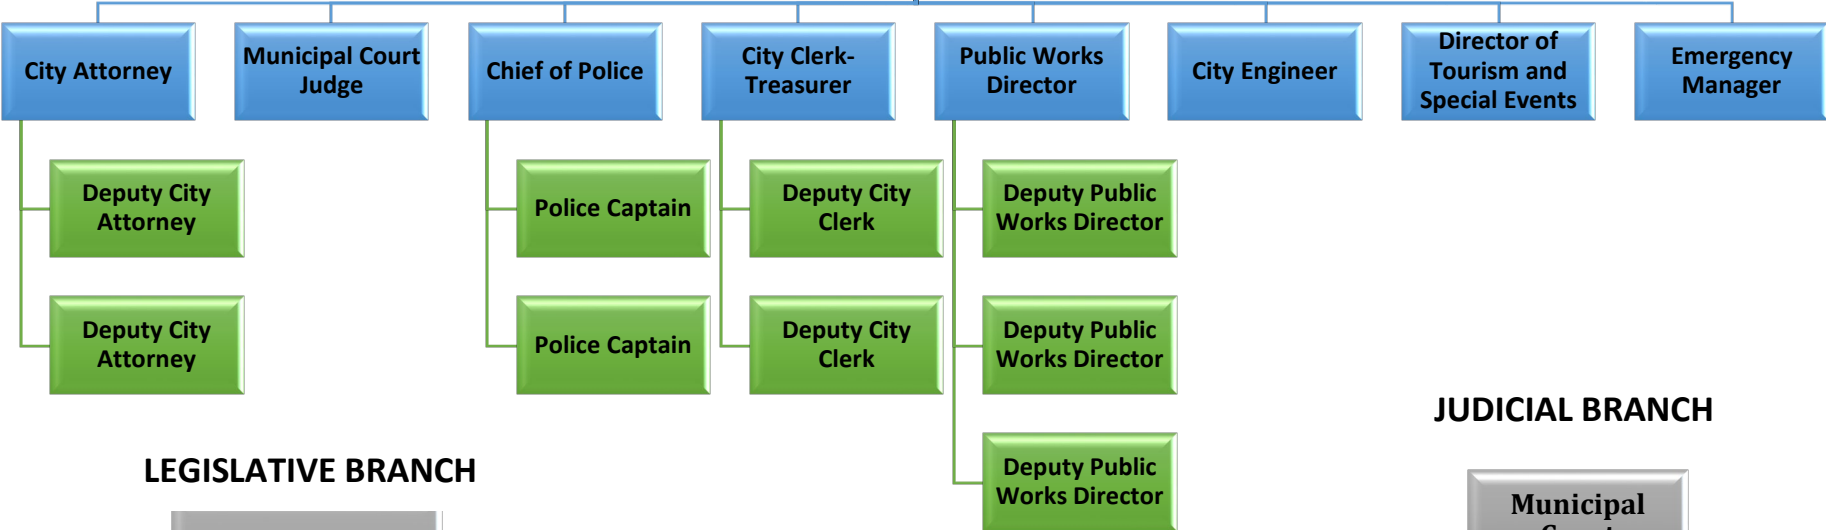 City Attorney
Municipal Court
Judge
Chief of Police
City Clerk-
Treasurer
Public Works
Director
City Engineer
Director of
Tourism and
Special Events
Emergency
Manager
Deputy City
Attorney
Police Captain
Deputy City
Clerk
Deputy Public
Works Director
Deputy City
Attorney
Police Captain
Deputy City
Clerk
Deputy Public
Works Director
JUDICIAL BRANCH
LEGISLATIVE BRANCH
Deputy Public
Works Director
Municipal